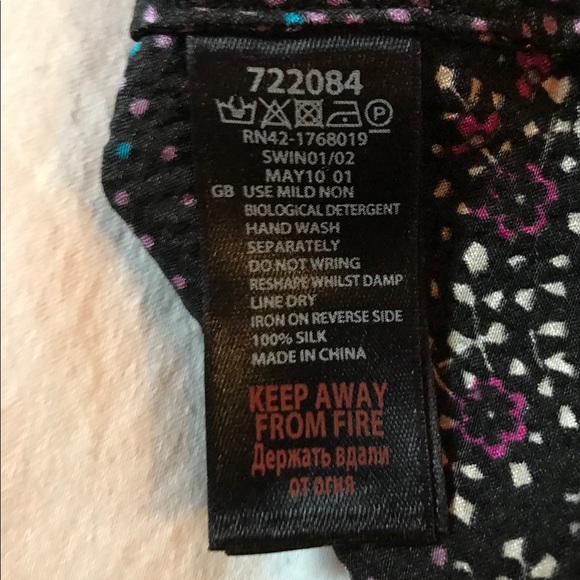 722084
P
RN42-1768019
SWIN01/02
MAY10 01
GB USE MILD NON
BIOLOGICAL DETERGENT
HAND WASH
SEPARATELY
DO NOT WRING
RESHAPE WHILST DAMP
LINE DRY
IRON ON REVERSE SIDE
100% SILK
MADE IN CHINA
KEEP AWAY
FROM FIRE
Держать вдали
от огня